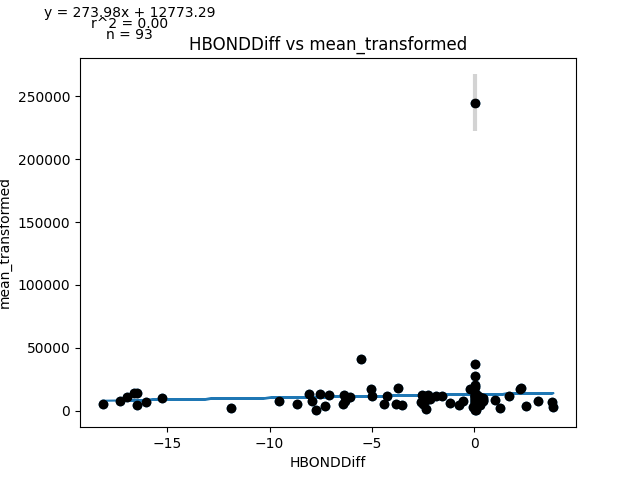 y = 273.98x + 12773.29
r^2 = 0.00
n = 93
HBONDDiff vs mean_transformed
250000
200000
150000
100000
50000
0
mean_transformed
−15
−10
−5
0
HBONDDiff